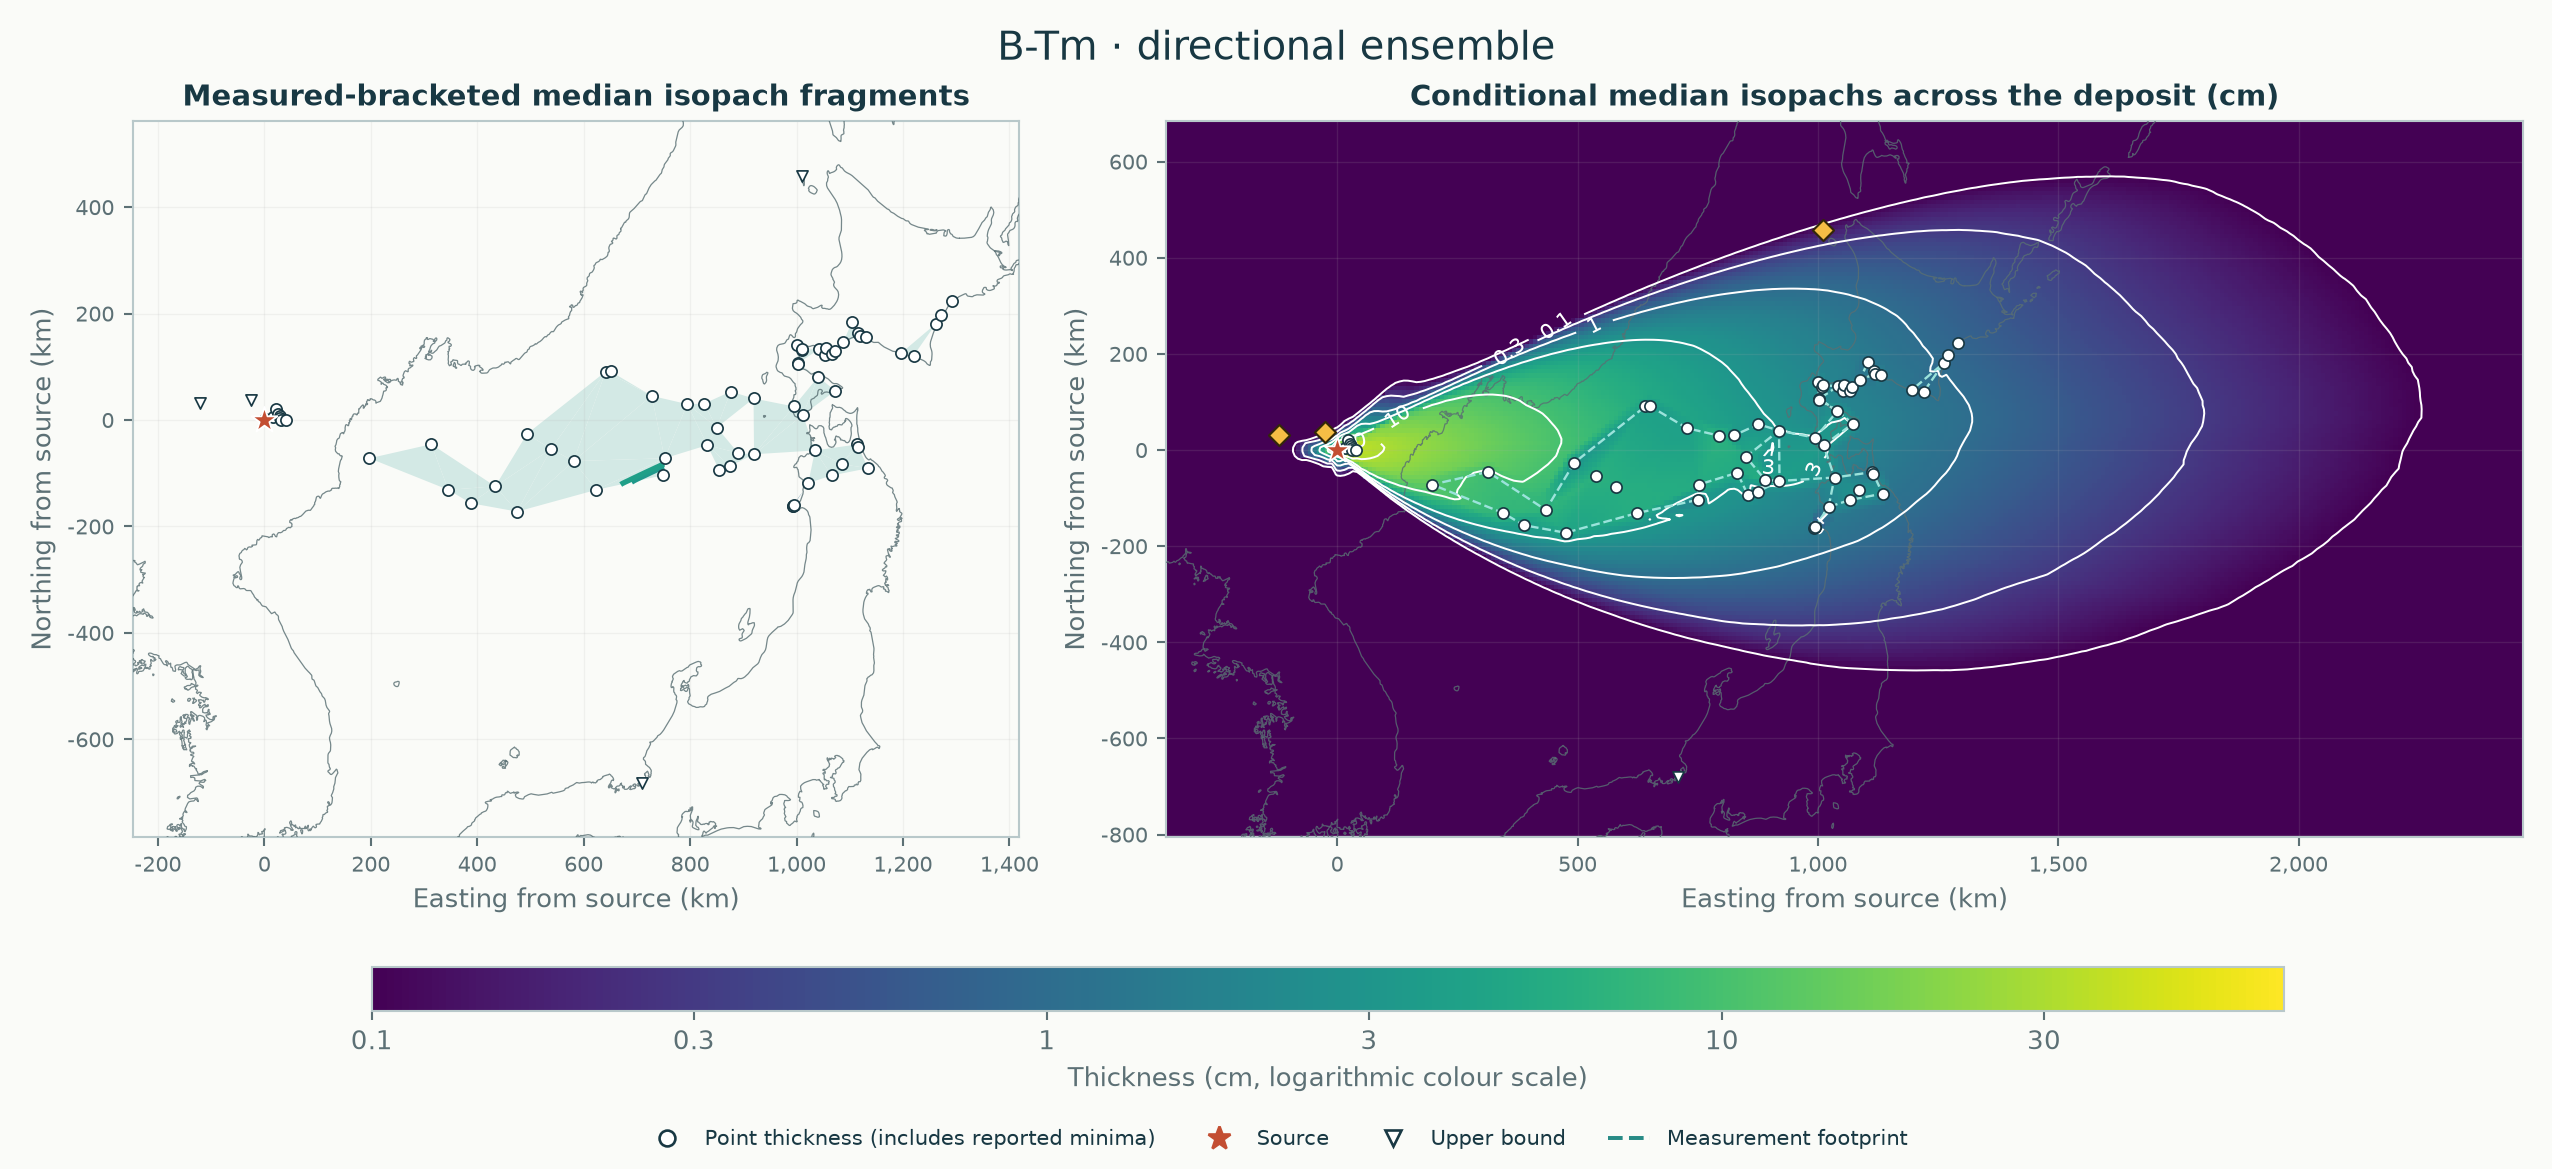 B-Tm · directional ensemble
Measured-bracketed median isopach fragments
Northing from source (km)
400
200
0
-200
-400
-600
-200 0 200 400 600 800 1,000 1,200 1,400
Easting from source (km)
Conditional median isopachs across the deposit (cm)
Northing from source (km)
600
400
200
0
-200
-400
-600
-800
0.3 0.1 1
10
3
3
0 500 1,000 1,500 2,000
Easting from source (km)
0.1 0.3 1 3 10 30
Thickness (cm, logarithmic colour scale)
Point thickness (includes reported minima) Source Upper bound Measurement footprint